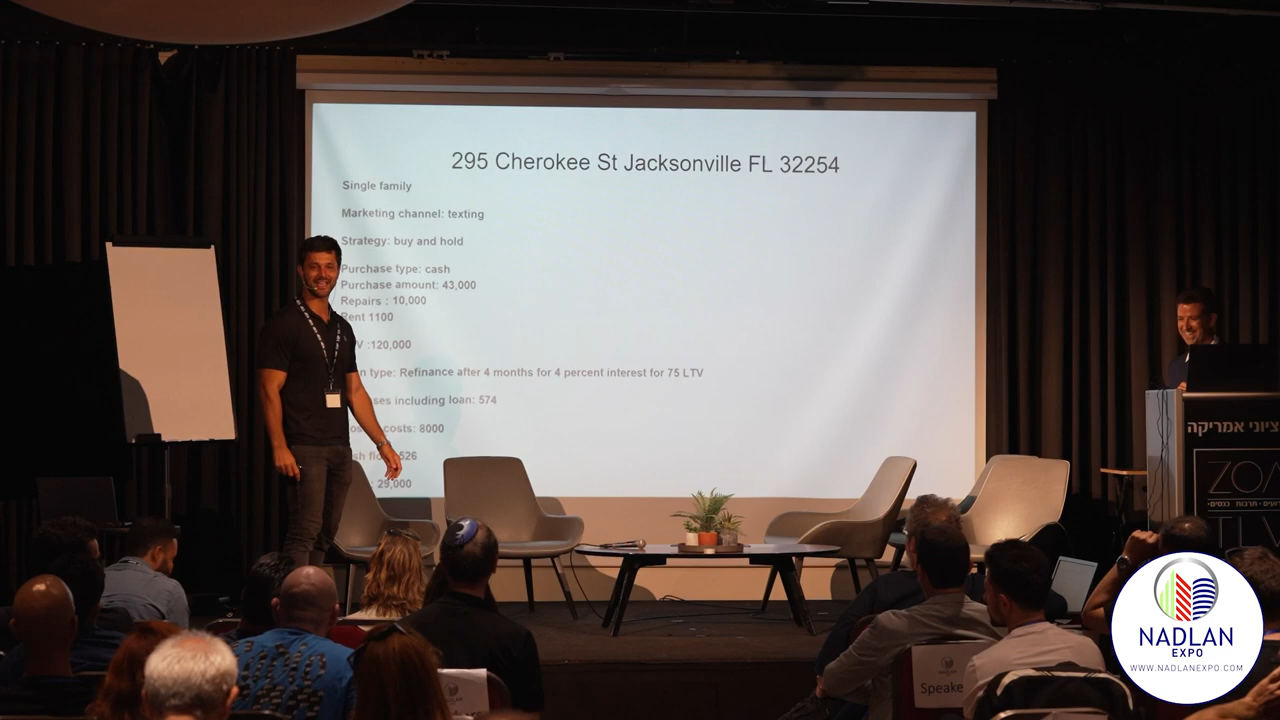 295 Cherokee St Jacksonville FL 32254
Single family
Marketing channel: texting
Strategy: buy and hold
Purchase type: cash
Purchase amount: 43,000
Repairs : 10,000
Rent 1100
V :120,000
type: Refinance after 4 months for 4 percent interest for 75 LTV
including loan: 574
costs: 8000
526
: 29,000
ציוני אמריקה
ZOA
NADLAN
Speake
NADLAN
EXPO
WWW.NADLANEXPO.COM